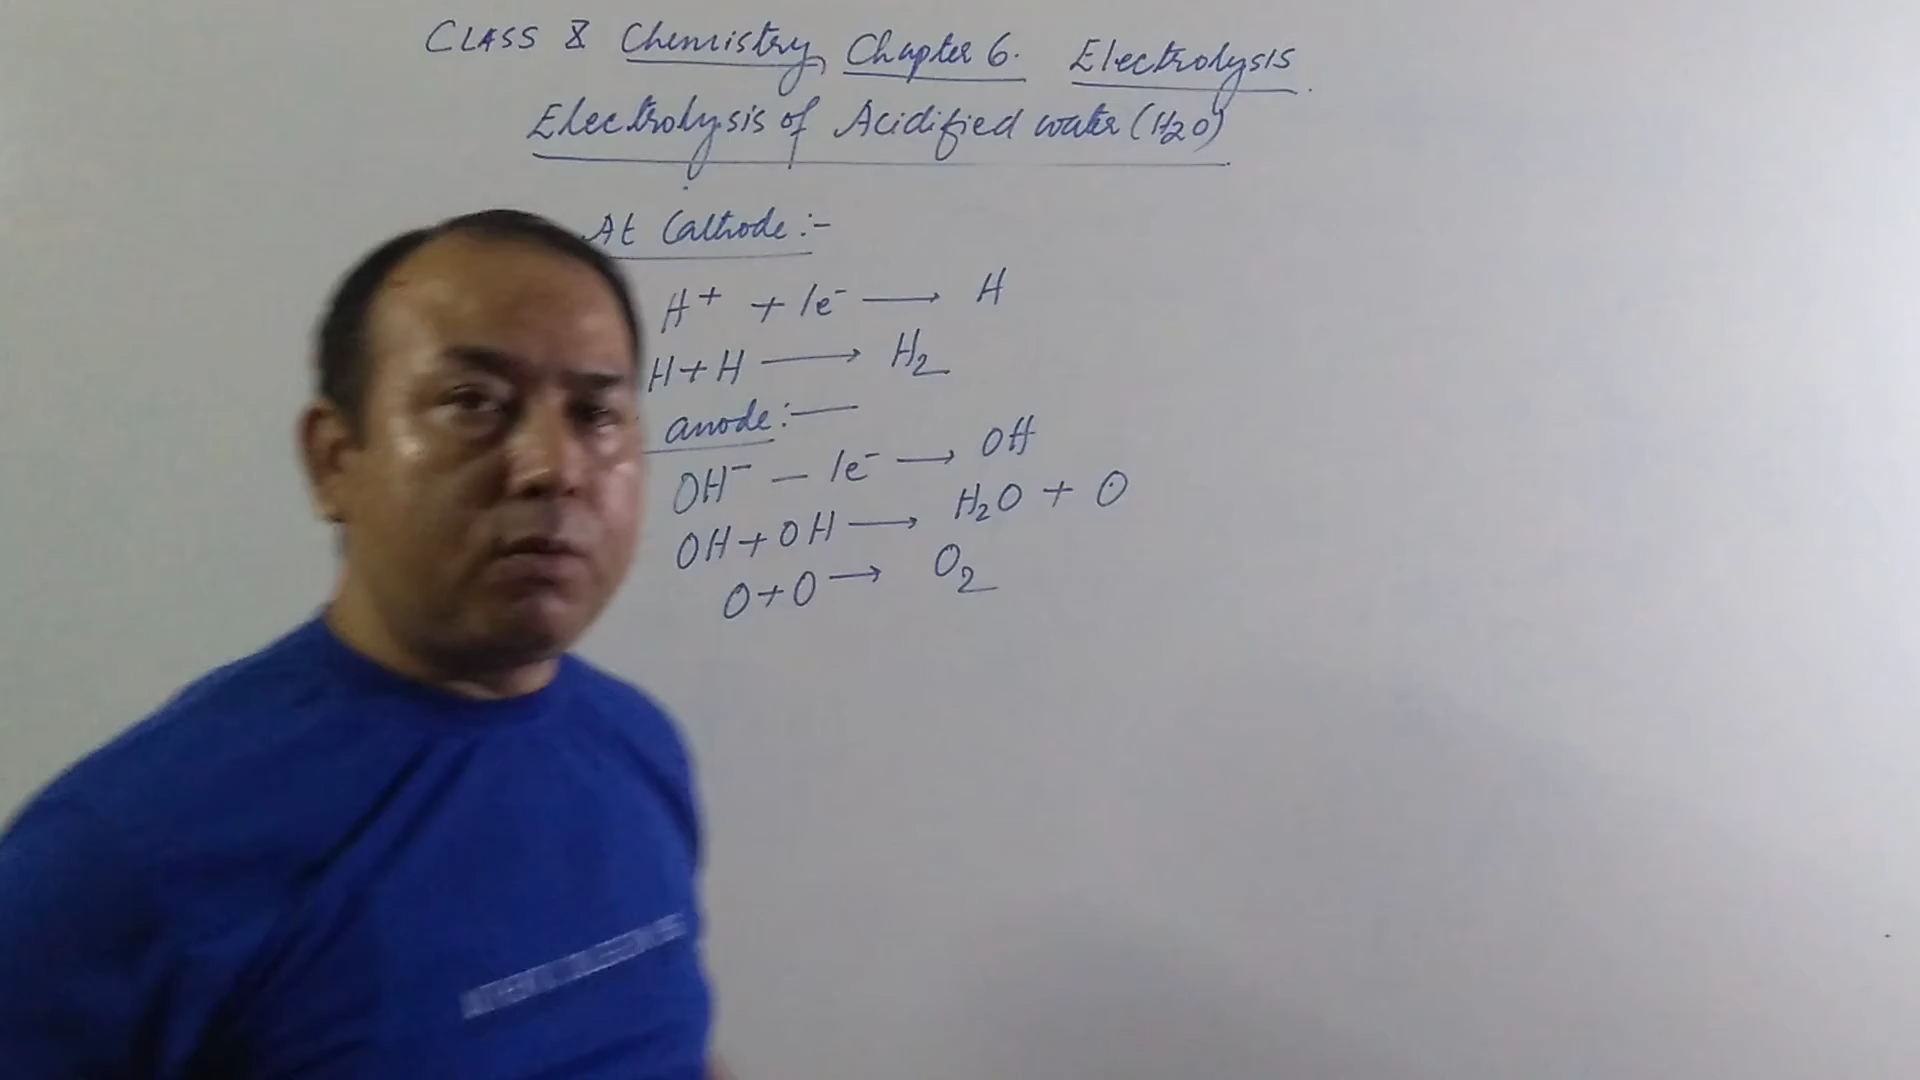 CLASS X Chemistry, Chapter 6. Electrolysis.
Electrolysis of Acidified water (H2O)
At Cathode :-
H⁺ + 1e⁻ ⟶ H
H + H ⟶ H₂
anode :—
OH⁻ — 1e⁻ ⟶ OH
OH + OH ⟶ H₂O + O
O + O ⟶ O₂